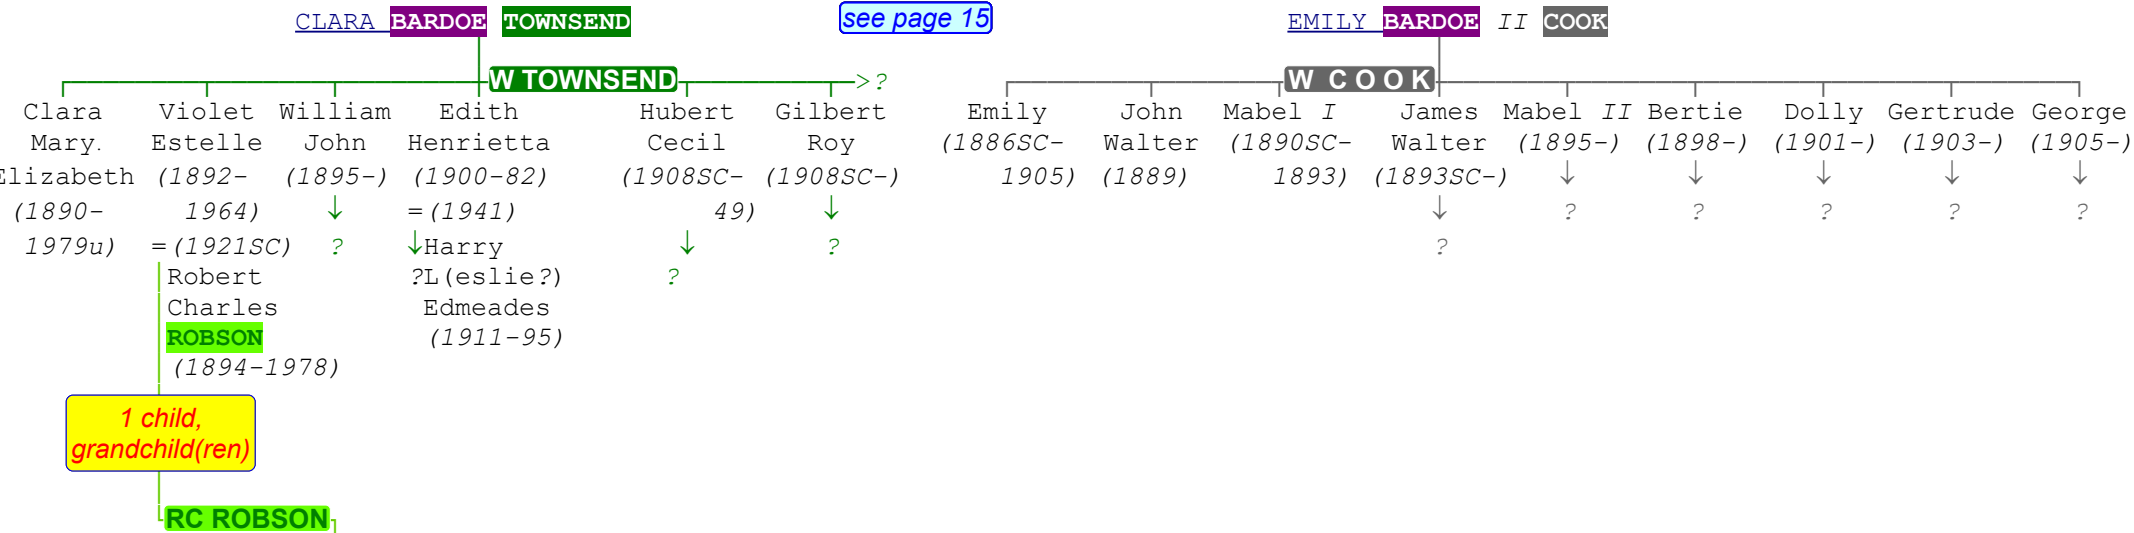 CLARA BARDOE TOWNSEND see page 15 EMILY BARDOE II COOK
W TOWNSEND >? W C O O K
Clara Violet William Edith Hubert Gilbert Emily John Mabel I James Mabel II Bertie Dolly Gertrude George
Mary. Estelle John Henrietta Cecil Roy (1886SC- Walter (1890SC- Walter (1895-) (1898-) (1901-) (1903-) (1905-)
Elizabeth (1892- (1895-) (1900-82) (1908SC- (1908SC-) 1905) (1889) 1893) (1893SC-) ↓ ↓ ↓ ↓ ↓
(1890- 1964) ↓ =(1941) 49) ↓ ↓ ? ? ? ? ?
1979u) =(1921SC) ? ↓Harry ↓ ? ?
Robert ?L(eslie?) ?
Charles Edmeades
ROBSON (1911-95)
(1894-1978)
1 child,
grandchild(ren)
RC ROBSON